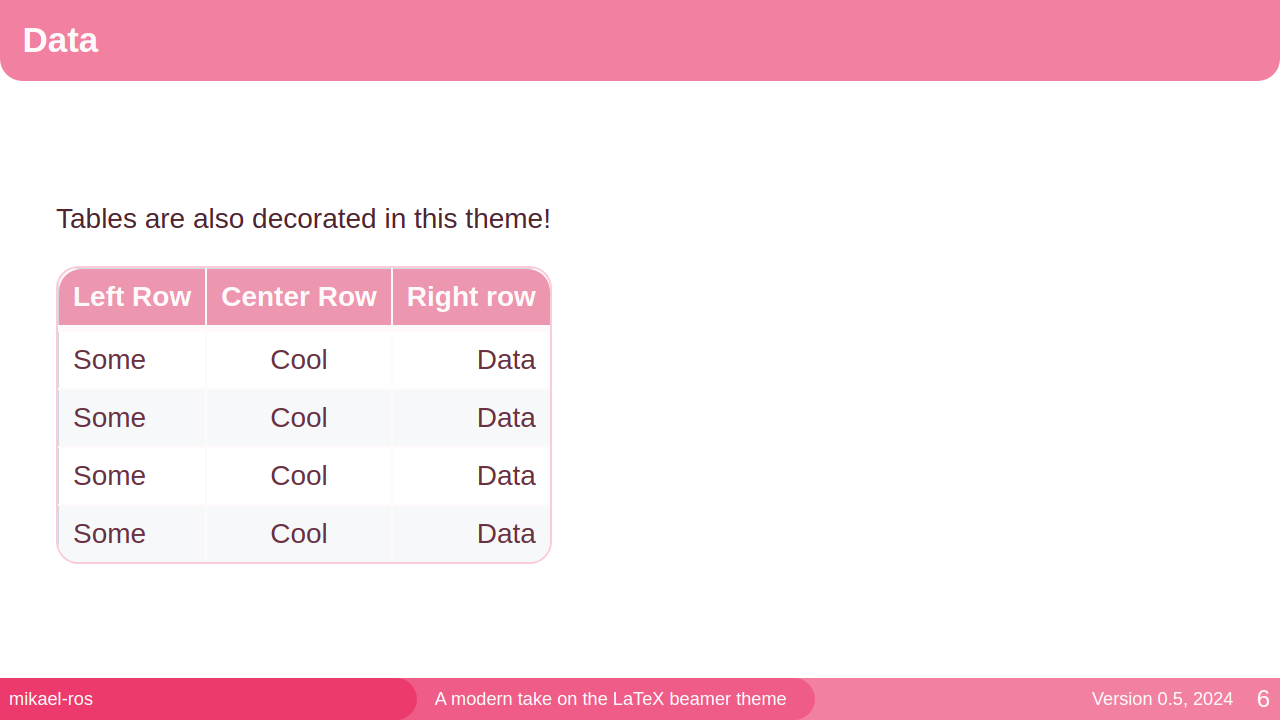 Data
Tables are also decorated in this theme!
Left Row Center Row Right row
Some Cool Data
Some Cool Data
Some Cool Data
Some Cool Data
mikael-ros A modern take on the LaTeX beamer theme Version 0.5, 2024 6